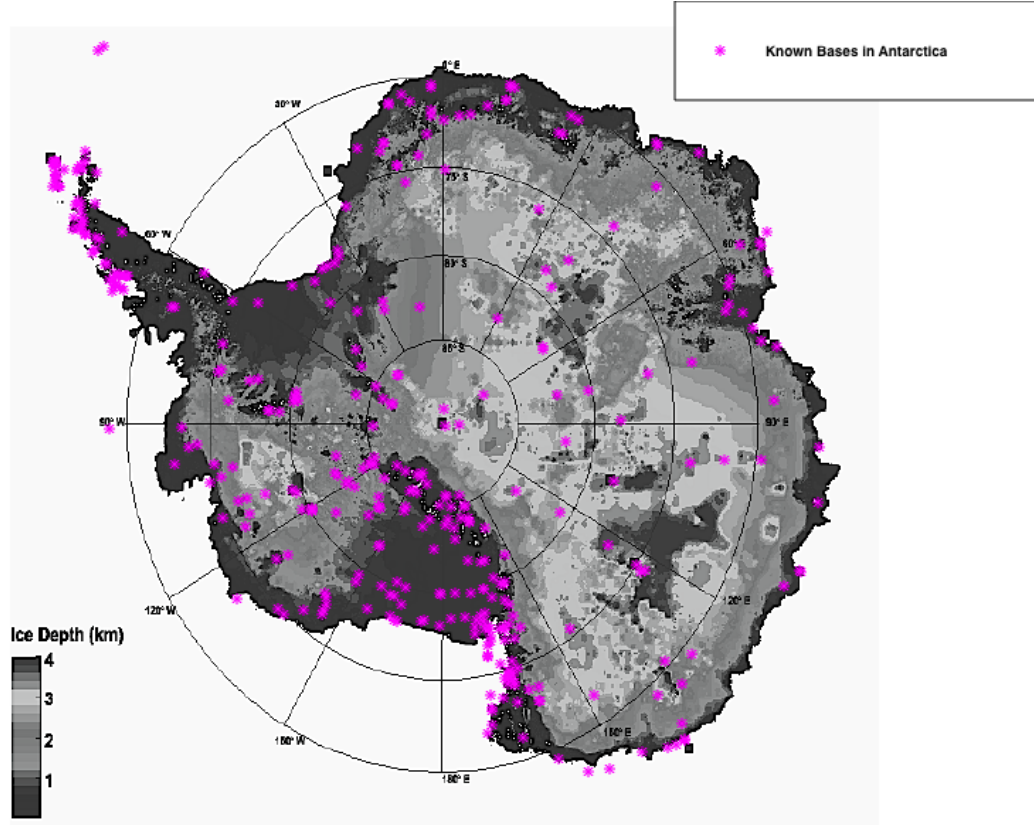 Known Bases in Antarctica
0° E
30° W
75° S
60° W
60° E
80° S
85° S
90° W
90° E
120° W
120° E
Ice Depth (km)
4
3
2
1
150° W
150° E
180° E